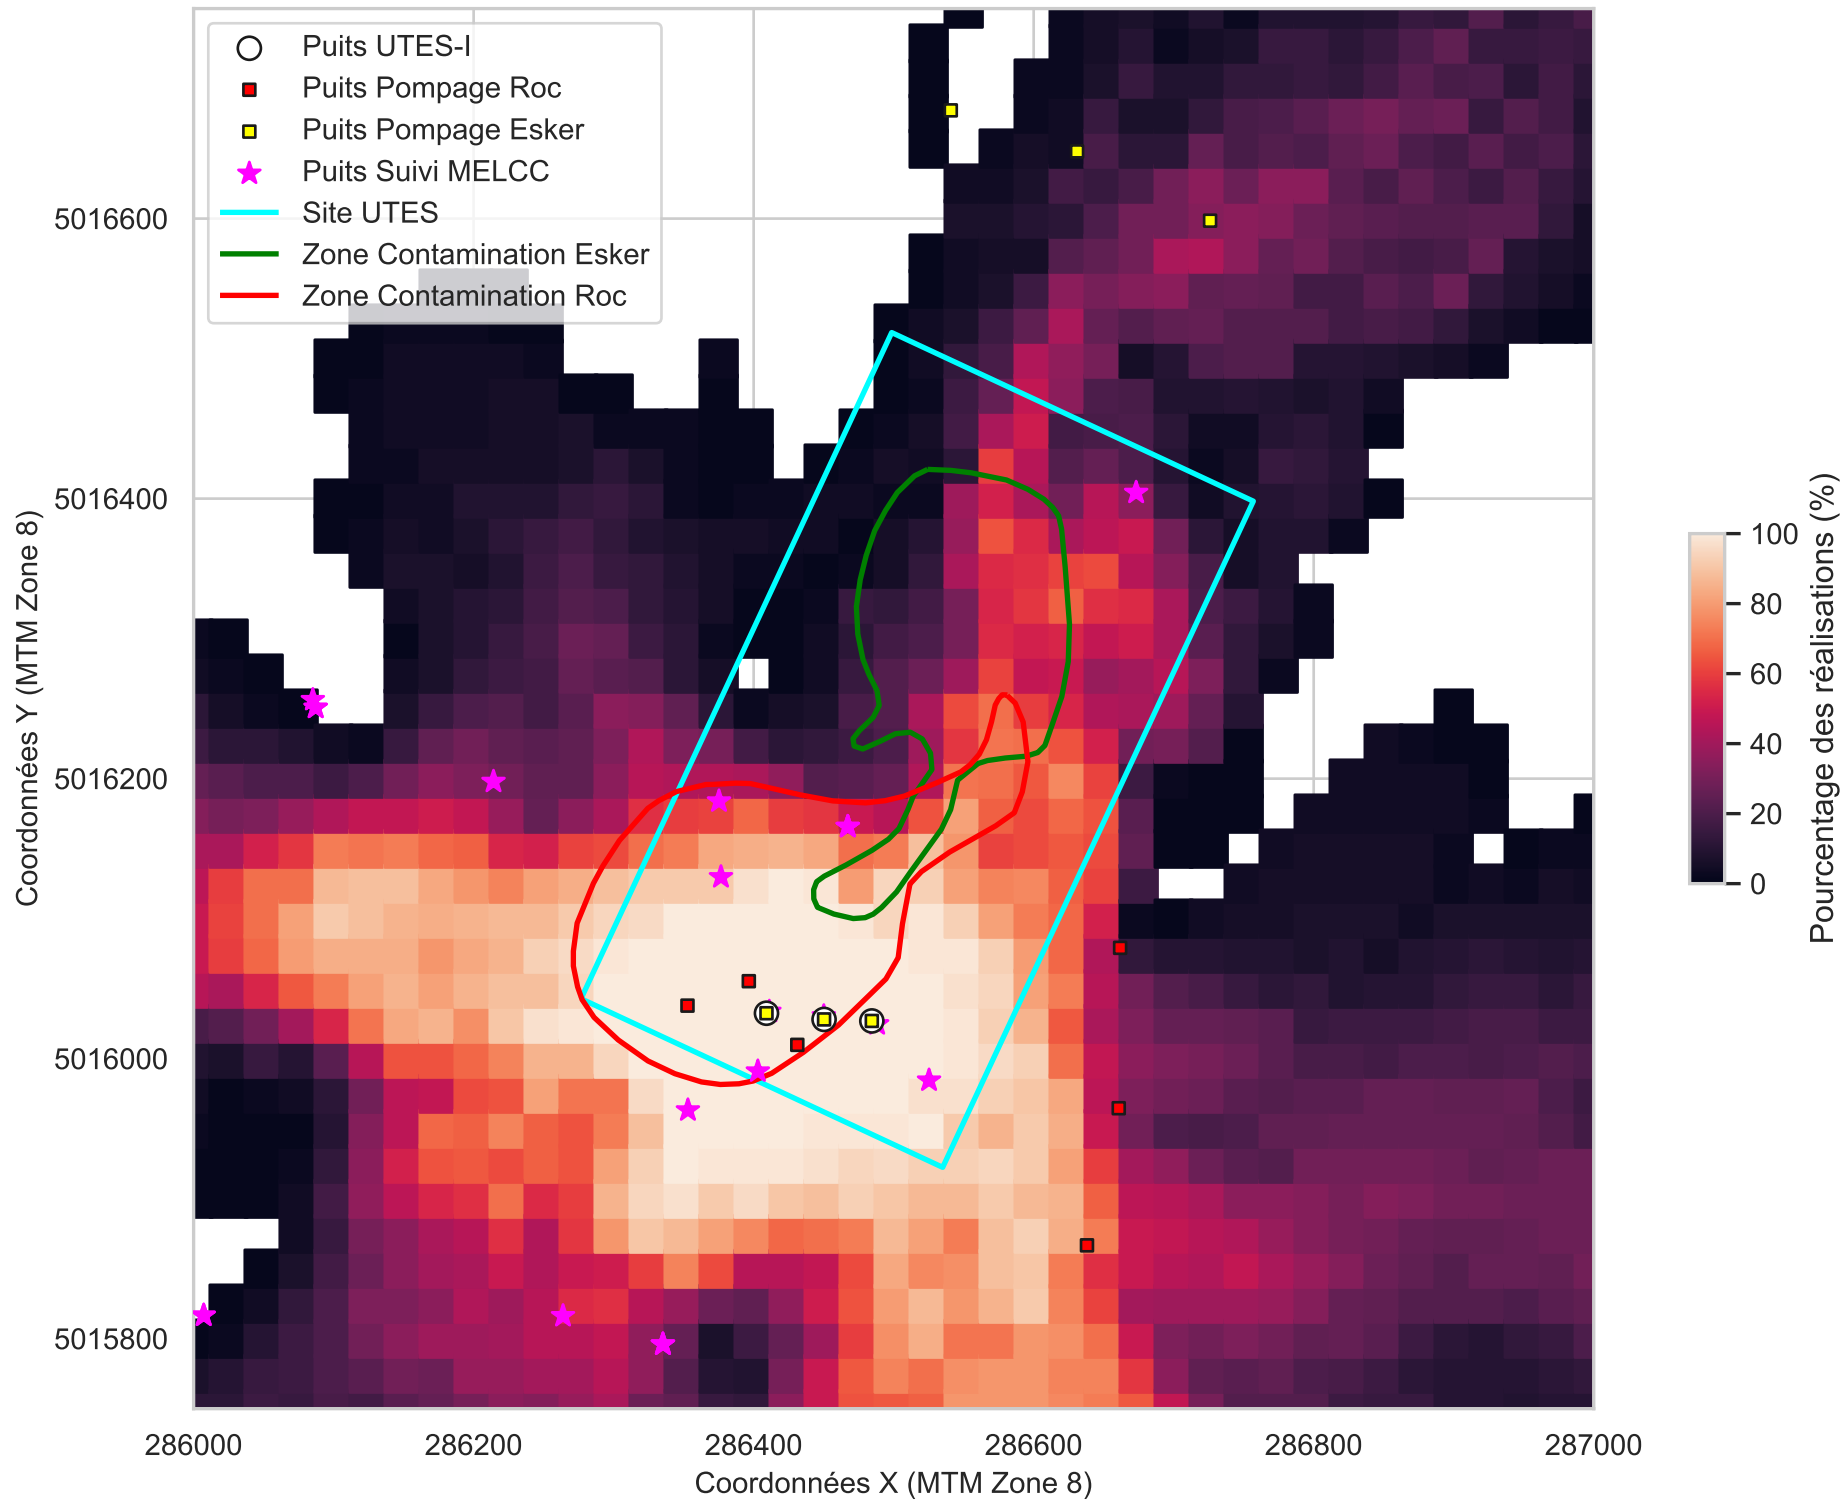 Puits UTES-I
Puits Pompage Roc
Puits Pompage Esker
Puits Suivi MELCC
Site UTES
Zone Contamination Esker
Zone Contamination Roc
5016600
5016400
5016200
5016000
5015800
Coordonnées Y (MTM Zone 8)
286000
286200
286400
286600
286800
287000
Coordonnées X (MTM Zone 8)
100
80
60
40
20
0
Pourcentage des réalisations (%)